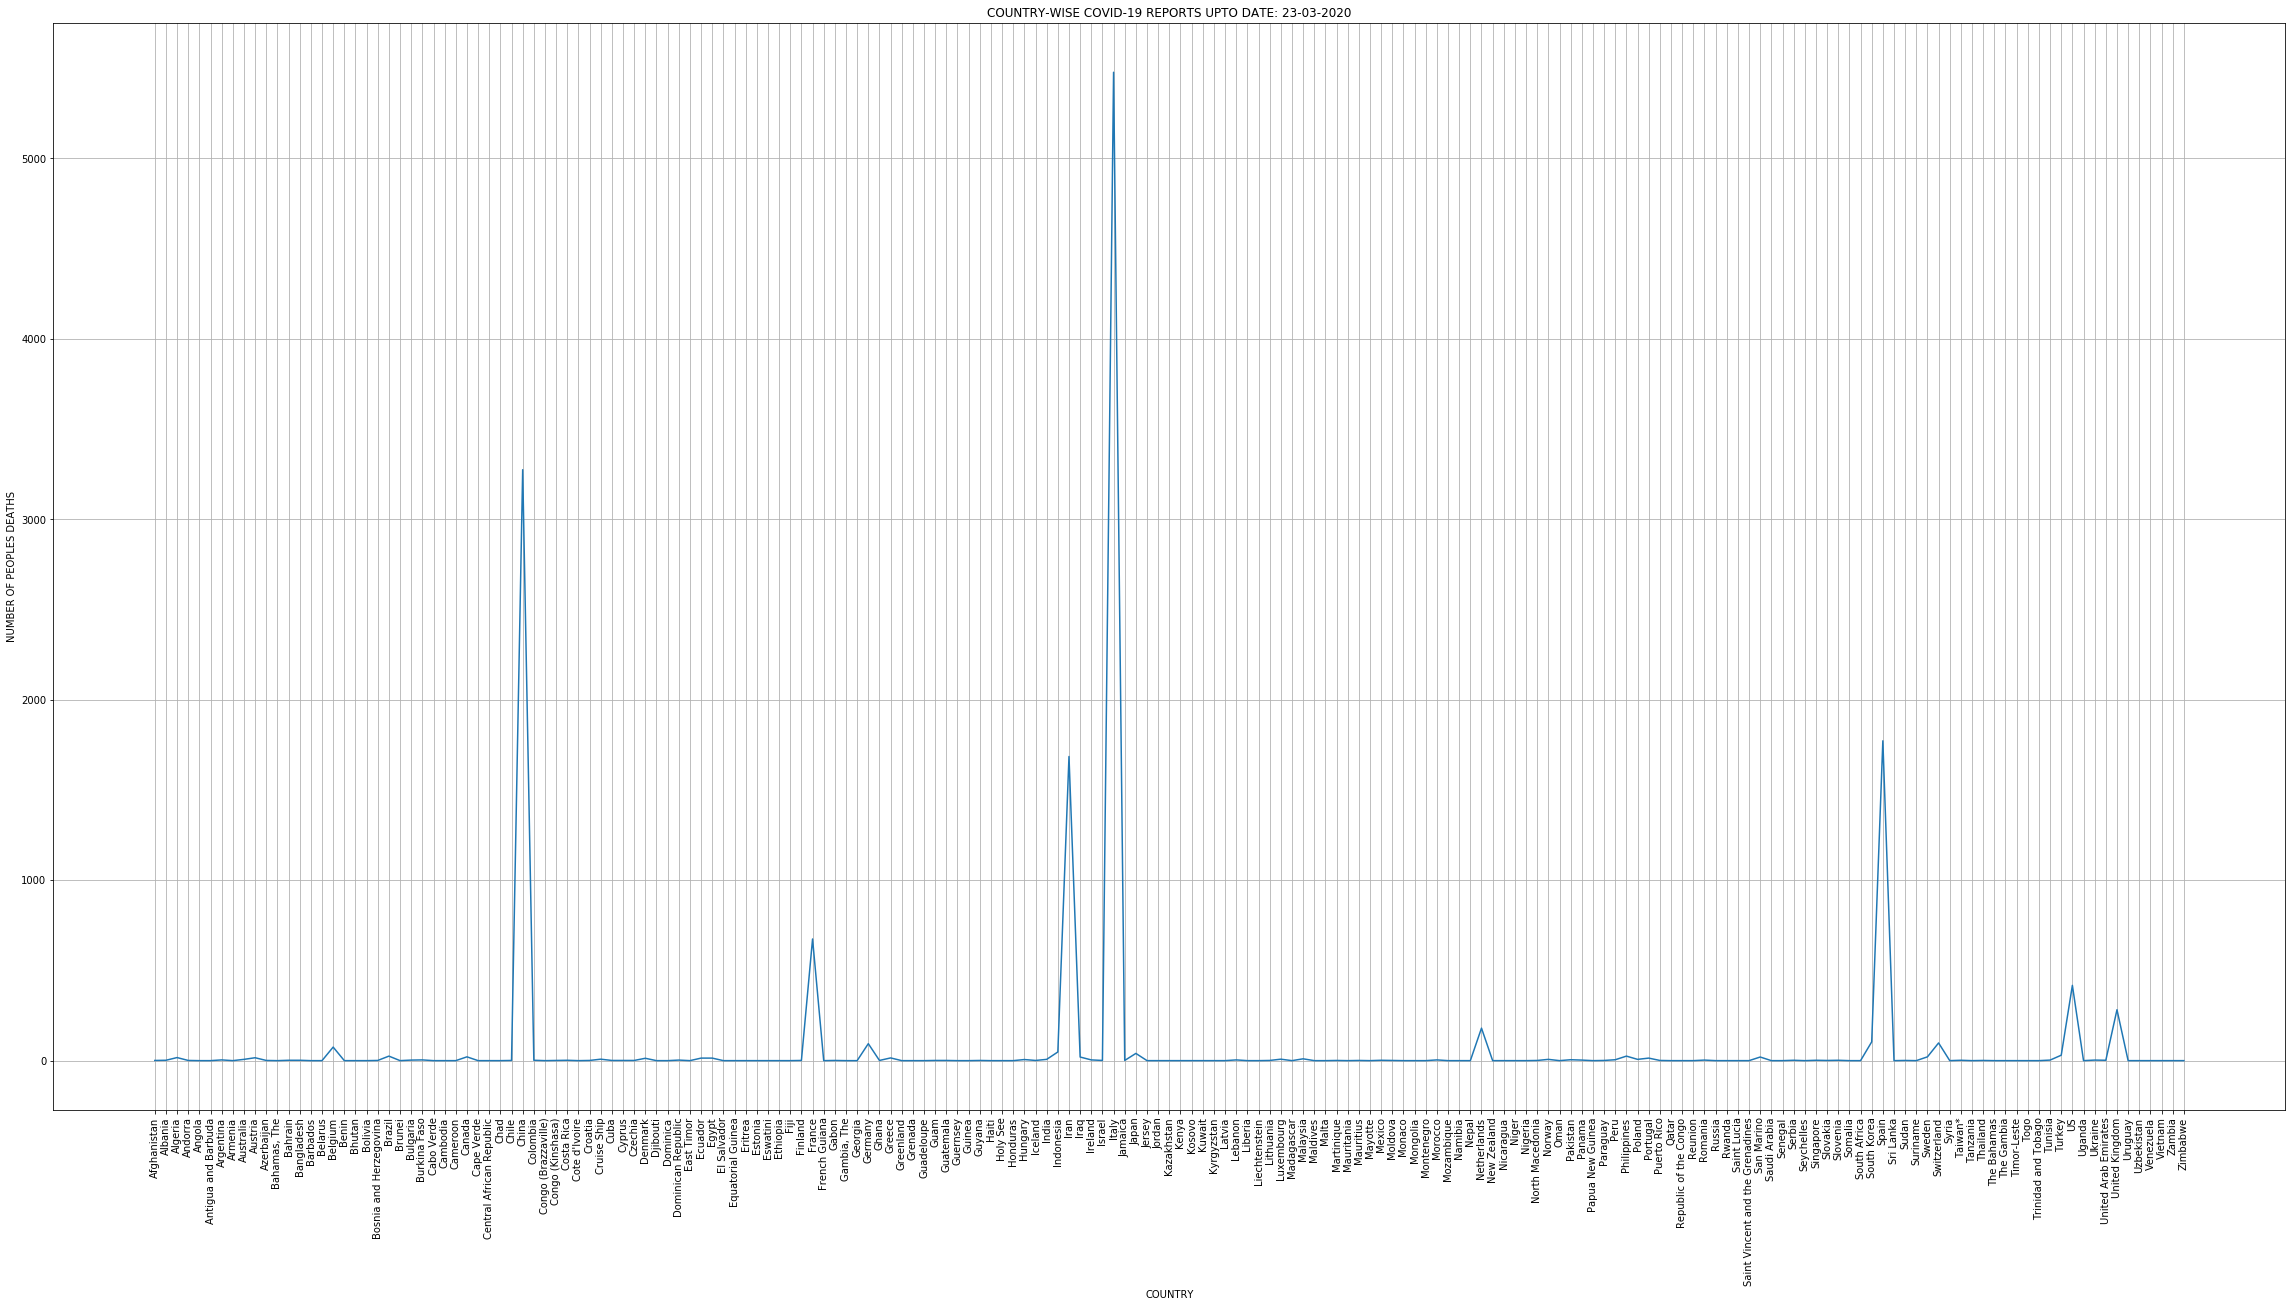 COUNTRY-WISE COVID-19 REPORTS UPTO DATE: 23-03-2020
NUMBER OF PEOPLES DEATHS
5000
4000
3000
2000
1000
0
Afghanistan
Albania
Algeria
Andorra
Angola
Antigua and Barbuda
Argentina
Armenia
Australia
Austria
Azerbaijan
Bahamas, The
Bahrain
Bangladesh
Barbados
Belarus
Belgium
Benin
Bhutan
Bolivia
Bosnia and Herzegovina
Brazil
Brunei
Bulgaria
Burkina Faso
Cabo Verde
Cambodia
Cameroon
Canada
Cape Verde
Central African Republic
Chad
Chile
China
Colombia
Congo (Brazzaville)
Congo (Kinshasa)
Costa Rica
Cote d'Ivoire
Croatia
Cruise Ship
Cuba
Cyprus
Czechia
Denmark
Djibouti
Dominica
Dominican Republic
East Timor
Ecuador
Egypt
El Salvador
Equatorial Guinea
Eritrea
Estonia
Eswatini
Ethiopia
Fiji
Finland
France
French Guiana
Gabon
Gambia, The
Georgia
Germany
Ghana
Greece
Greenland
Grenada
Guadeloupe
Guam
Guatemala
Guernsey
Guinea
Guyana
Haiti
Holy See
Honduras
Hungary
Iceland
India
Indonesia
Iran
Iraq
Ireland
Israel
Italy
Jamaica
Japan
Jersey
Jordan
Kazakhstan
Kenya
Kosovo
Kuwait
Kyrgyzstan
Latvia
Lebanon
Liberia
Liechtenstein
Lithuania
Luxembourg
Madagascar
Malaysia
Maldives
Malta
Martinique
Mauritania
Mauritius
Mayotte
Mexico
Moldova
Monaco
Mongolia
Montenegro
Morocco
Mozambique
Namibia
Nepal
Netherlands
New Zealand
Nicaragua
Niger
Nigeria
North Macedonia
Norway
Oman
Pakistan
Panama
Papua New Guinea
Paraguay
Peru
Philippines
Poland
Portugal
Puerto Rico
Qatar
Republic of the Congo
Reunion
Romania
Russia
Rwanda
Saint Lucia
Saint Vincent and the Grenadines
San Marino
Saudi Arabia
Senegal
Serbia
Seychelles
Singapore
Slovakia
Slovenia
Somalia
South Africa
South Korea
Spain
Sri Lanka
Sudan
Suriname
Sweden
Switzerland
Syria
Taiwan*
Tanzania
Thailand
The Bahamas
The Gambia
Timor-Leste
Togo
Trinidad and Tobago
Tunisia
Turkey
US
Uganda
Ukraine
United Arab Emirates
United Kingdom
Uruguay
Uzbekistan
Venezuela
Vietnam
Zambia
Zimbabwe
COUNTRY